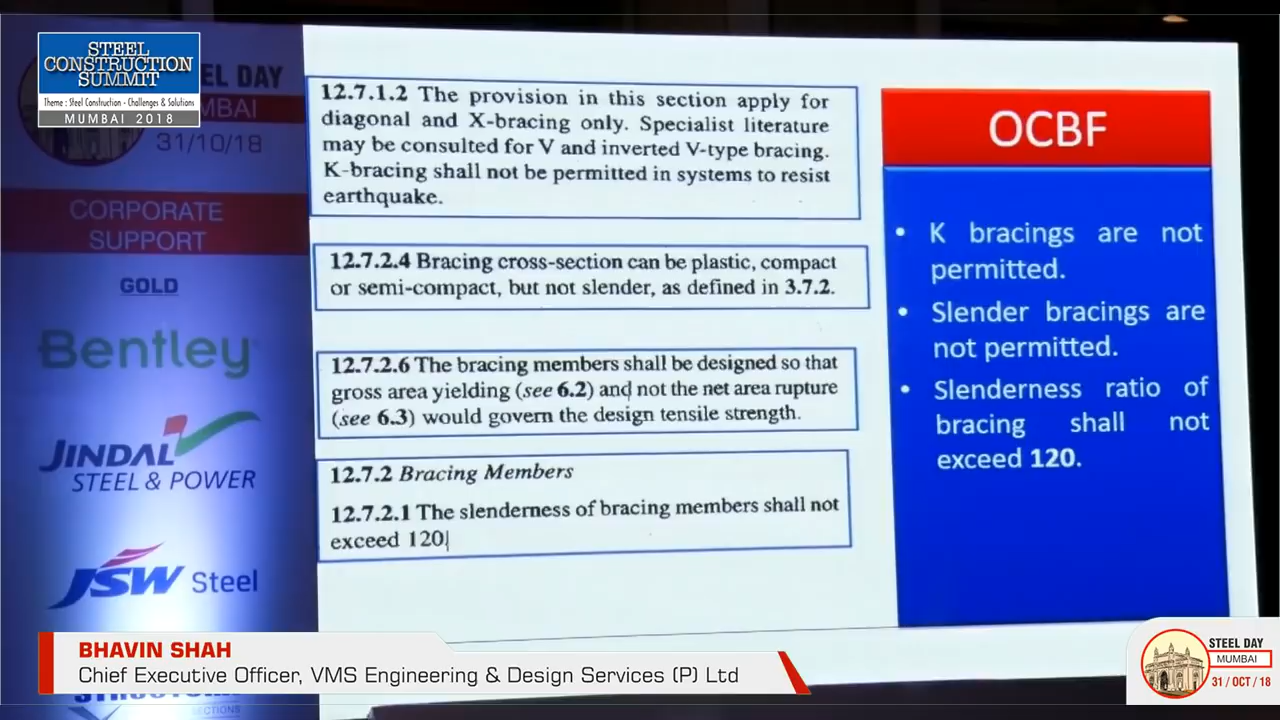 STEEL
CONSTRUCTION
SUMMIT
Theme : Steel Construction - Challenges & Solutions
MUMBAI 2018
EEL DAY
MBAI
31/10/18
CORPORATE
SUPPORT
GOLD
Bentley
JINDAL
STEEL & POWER
JSW Steel
12.7.1.2 The provision in this section apply for
diagonal and X-bracing only. Specialist literature
may be consulted for V and inverted V-type bracing.
K-bracing shall not be permitted in systems to resist
earthquake.
12.7.2.4 Bracing cross-section can be plastic, compact
or semi-compact, but not slender, as defined in 3.7.2.
12.7.2.6 The bracing members shall be designed so that
gross area yielding (see 6.2) and not the net area rupture
(see 6.3) would govern the design tensile strength.
12.7.2 Bracing Members
12.7.2.1 The slenderness of bracing members shall not
exceed 120
OCBF
• K bracings are not
permitted.
• Slender bracings are
not permitted.
• Slenderness ratio of
bracing shall not
exceed 120.
BHAVIN SHAH
Chief Executive Officer, VMS Engineering & Design Services (P) Ltd
SECTIONS
STEEL DAY
MUMBAI
31 / OCT / 18